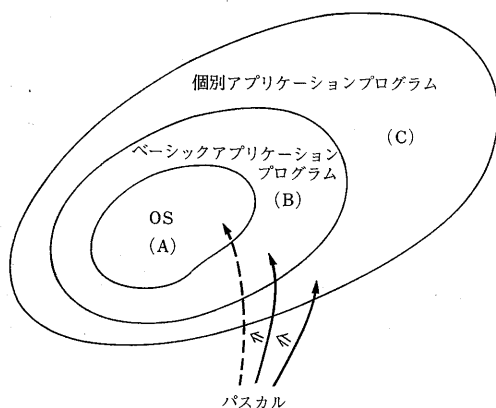 個別アプリケーションプログラム
(C)
ベーシックアプリケーション
プログラム
(B)
OS
(A)
パスカル